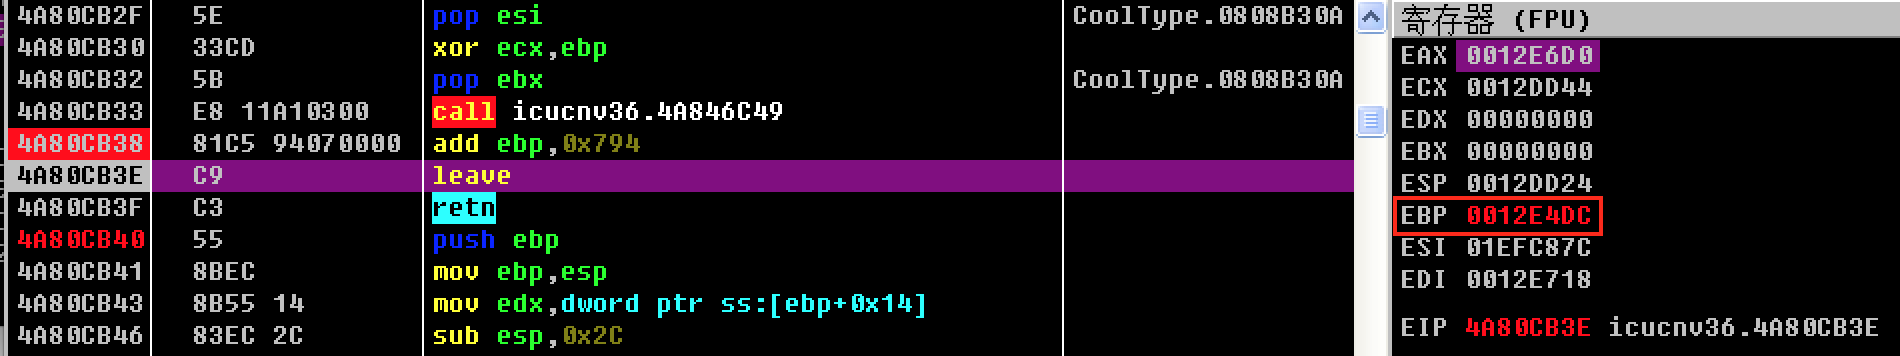 4A80CB2F 5E pop esi CoolType.0808B30A
4A80CB30 33CD xor ecx,ebp
4A80CB32 5B pop ebx CoolType.0808B30A
4A80CB33 E8 11A10300 call icucnv36.4A846C49
4A80CB38 81C5 94070000 add ebp,0x794
4A80CB3E C9 leave
4A80CB3F C3 retn
4A80CB40 55 push ebp
4A80CB41 8BEC mov ebp,esp
4A80CB43 8B55 14 mov edx,dword ptr ss:[ebp+0x14]
4A80CB46 83EC 2C sub esp,0x2C
寄存器 (FPU)
EAX 0012E6D0
ECX 0012DD44
EDX 00000000
EBX 00000000
ESP 0012DD24
EBP 0012E4DC
ESI 01EFC87C
EDI 0012E718
EIP 4A80CB3E icucnv36.4A80CB3E